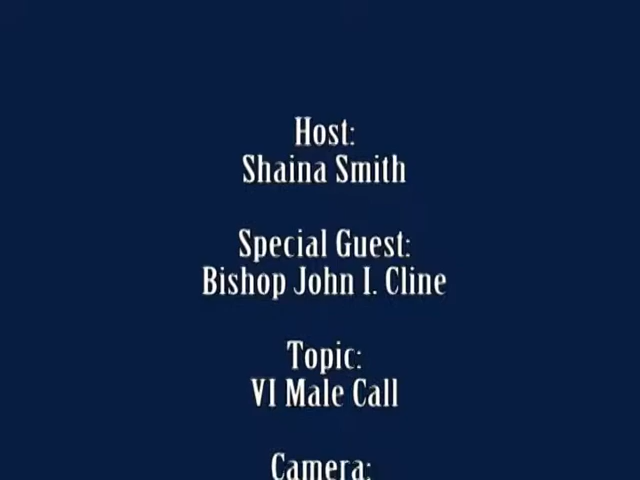 Host:
Shaina Smith
Special Guest:
Bishop John I. Cline
Topic:
VI Male Call
Camera: